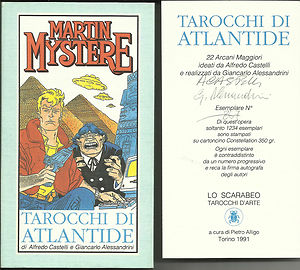 MARTIN
MYSTÈRE
TAROCCHI DI
ATLANTIDE
di Alfredo Castelli e Giancarlo Alessandrini
TAROCCHI DI
ATLANTIDE
22 Arcani Maggiori
ideati da Alfredo Castelli
e realizzati da Giancarlo Alessandrini
Esemplare N°
Di quest'opera
soltanto 1234 esemplari
sono stampati
su cartoncino Constellation 350 gr.
Ogni esemplare
è contraddistinto
da un numero progressivo
e reca la firma autografa
degli autori
LO SCARABEO
TAROCCHI D'ARTE
a cura di Pietro Alligo
Torino 1991